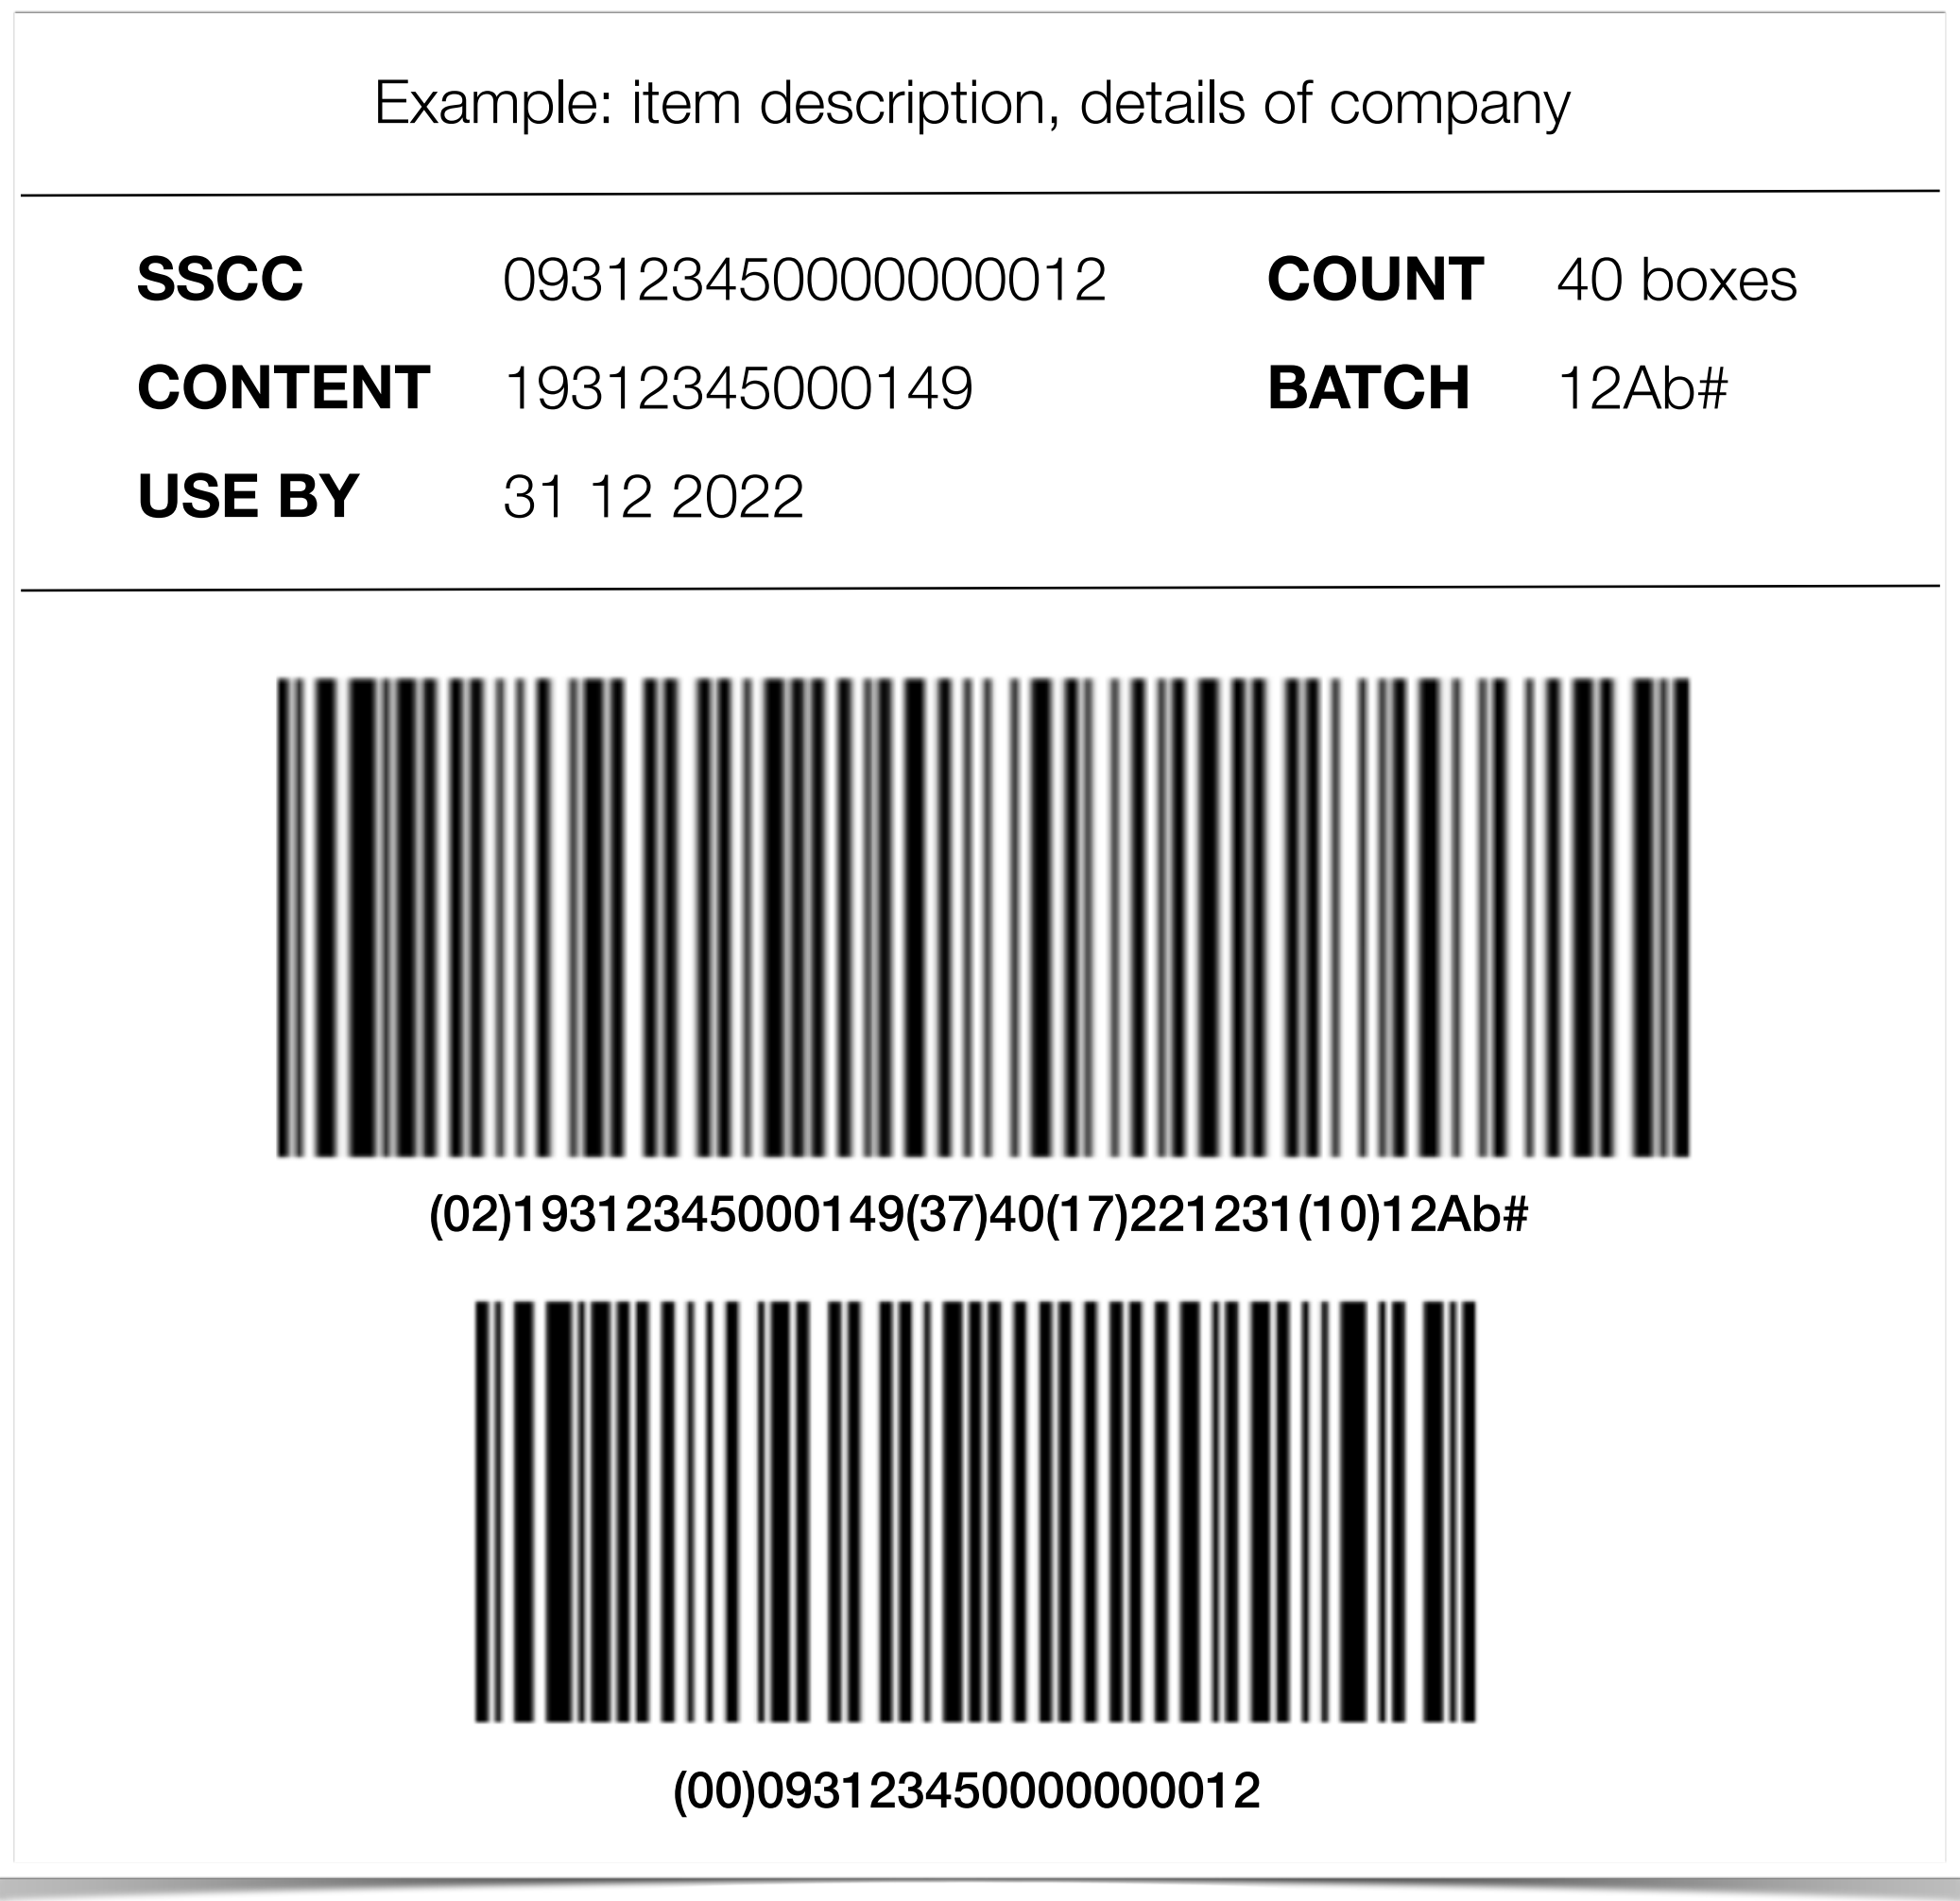 Example: item description, details of company
SSCC 093123450000000012 COUNT 40 boxes
CONTENT 19312345000149 BATCH 12Ab#
USE BY 31 12 2022
(02)19312345000149(37)40(17)221231(10)12Ab#
(00)093123450000000012